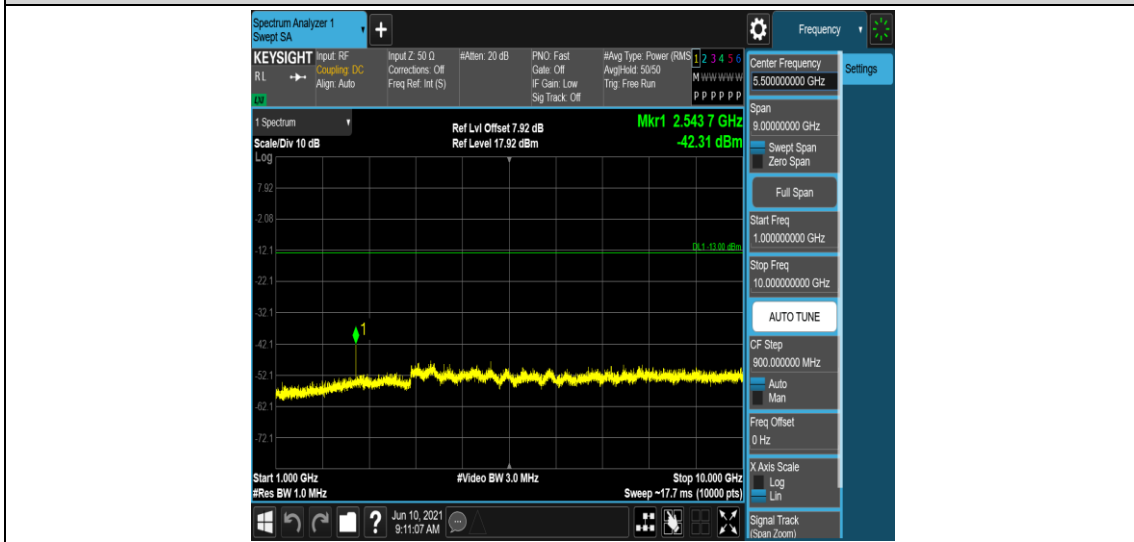 Spectrum Analyzer 1
Swept SA
+
Frequency
KEYSIGHT
RL
Input: RF
Coupling: DC
Align: Auto
Input Z: 50 Ω
Corrections: Off
Freq Ref: Int (S)
#Atten: 20 dB
PNO: Fast
Gate: Off
IF Gain: Low
Sig Track: Off
#Avg Type: Power (RMS
Avg|Hold: 50/50
Trig: Free Run
1 2 3 4 5 6
M W W W W W
P P P P P P
1 Spectrum
Scale/Div 10 dB
Log
Ref Lvl Offset 7.92 dB
Ref Level 17.92 dBm
Mkr1 2.543 7 GHz
-42.31 dBm
7.92
-2.08
-12.1
DL1 -13.00 dBm
-22.1
-32.1
1
-42.1
-52.1
-62.1
-72.1
Start 1.000 GHz
#Res BW 1.0 MHz
#Video BW 3.0 MHz
Stop 10.000 GHz
Sweep ~17.7 ms (10000 pts)
?
Jun 10, 2021
9:11:07 AM
Center Frequency
5.500000000 GHz
Settings
Span
9.00000000 GHz
Swept Span
Zero Span
Full Span
Start Freq
1.000000000 GHz
Stop Freq
10.000000000 GHz
AUTO TUNE
CF Step
900.000000 MHz
Auto
Man
Freq Offset
0 Hz
X Axis Scale
Log
Lin
Signal Track
(Span Zoom)